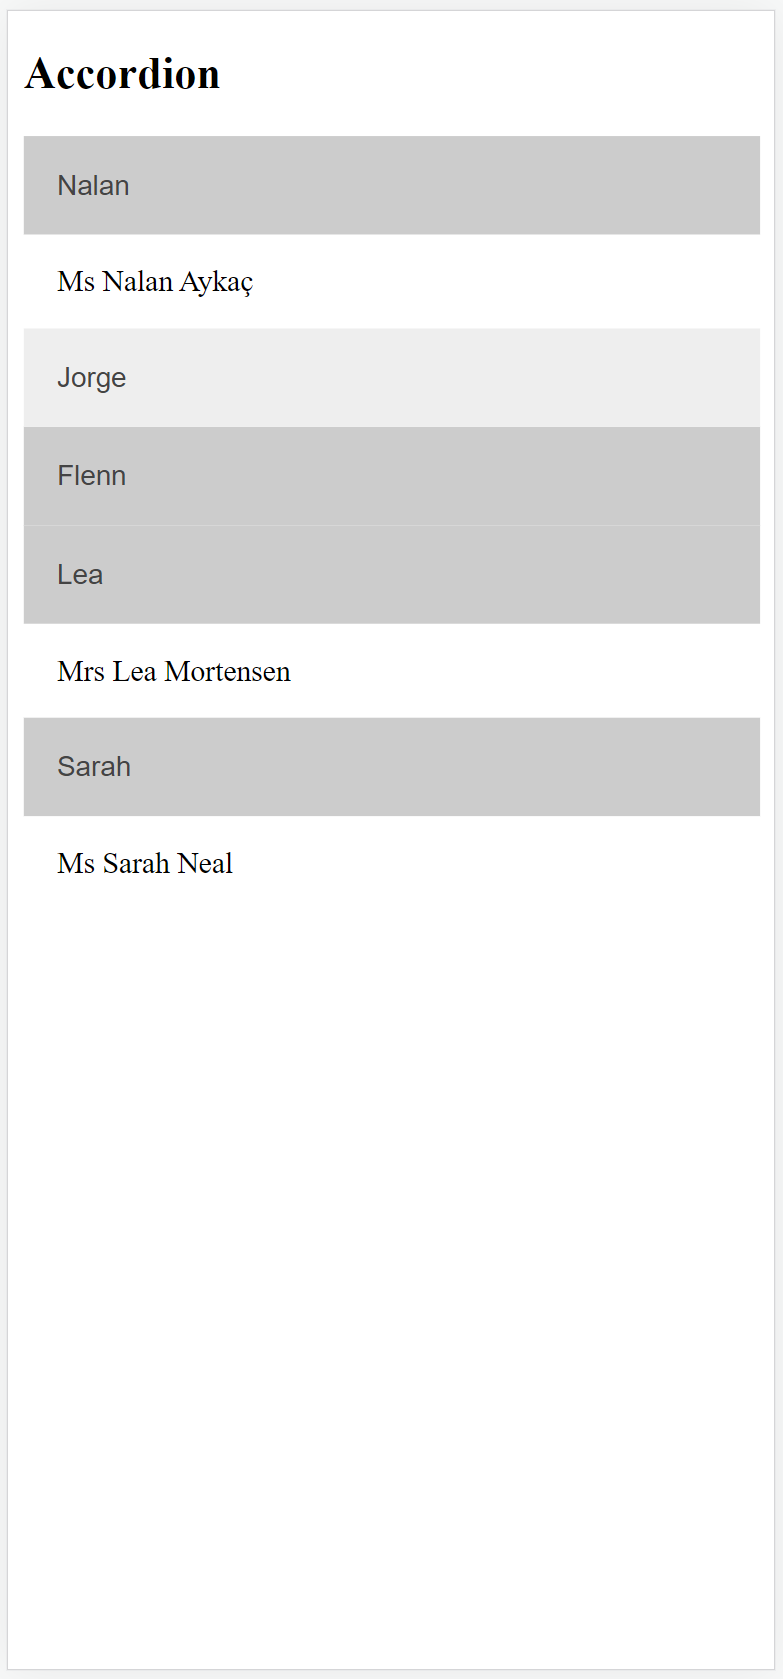 Accordion
Nalan
Ms Nalan Aykaç
Jorge
Flenn
Lea
Mrs Lea Mortensen
Sarah
Ms Sarah Neal